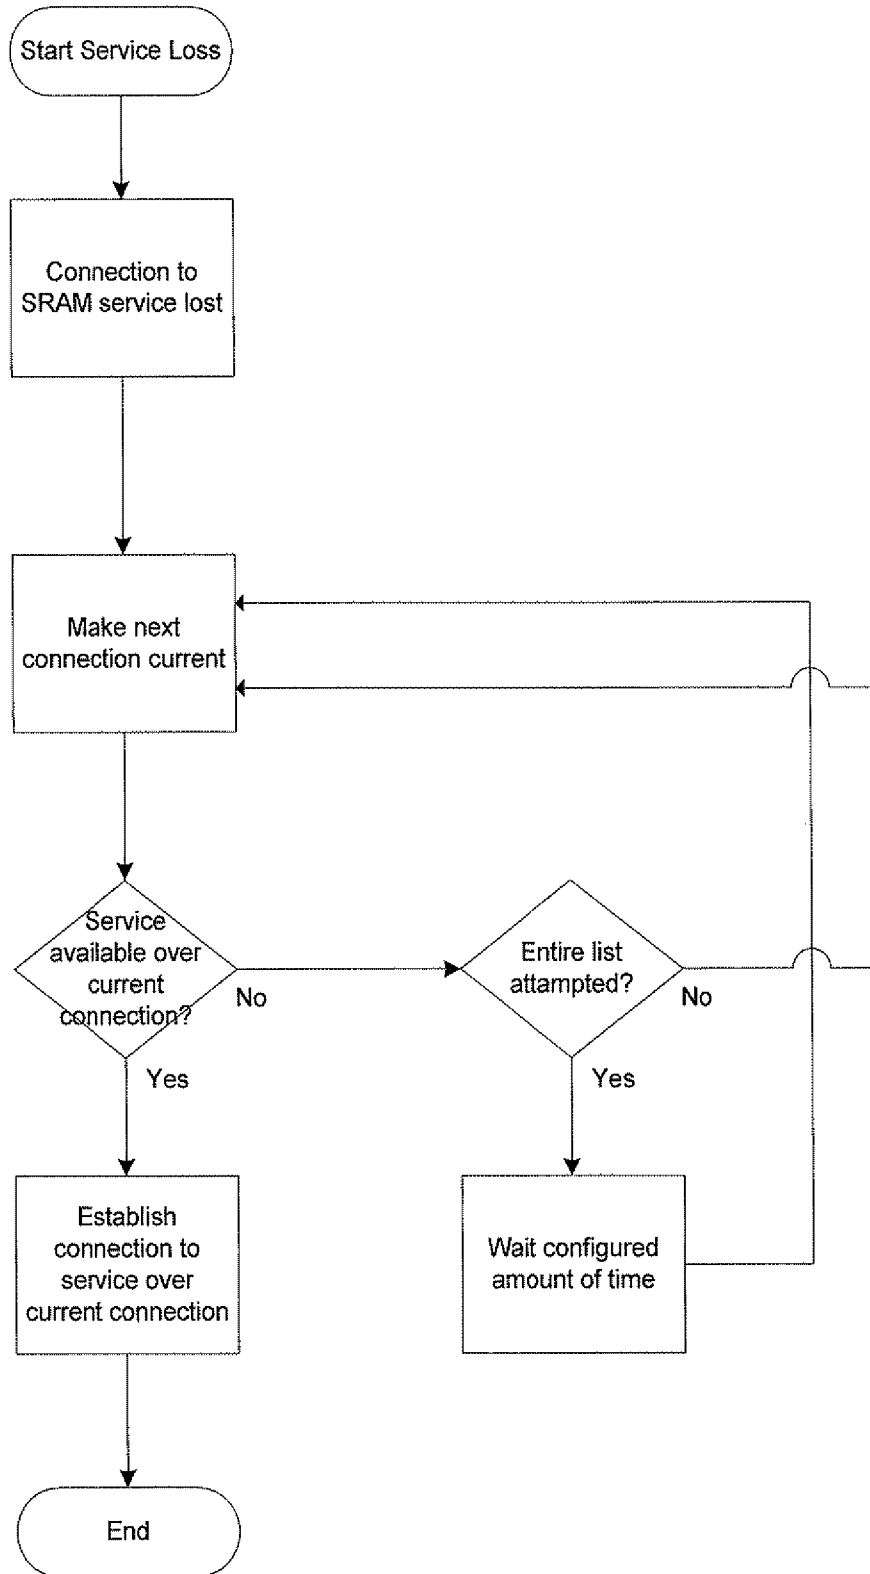 Start Service Loss
Connection to
SRAM service lost
Make next
connection current
Service
available over
current
connection?
No
Entire list
attampted?
No
Yes
Yes
Establish
connection to
service over
current connection
Wait configured
amount of time
End